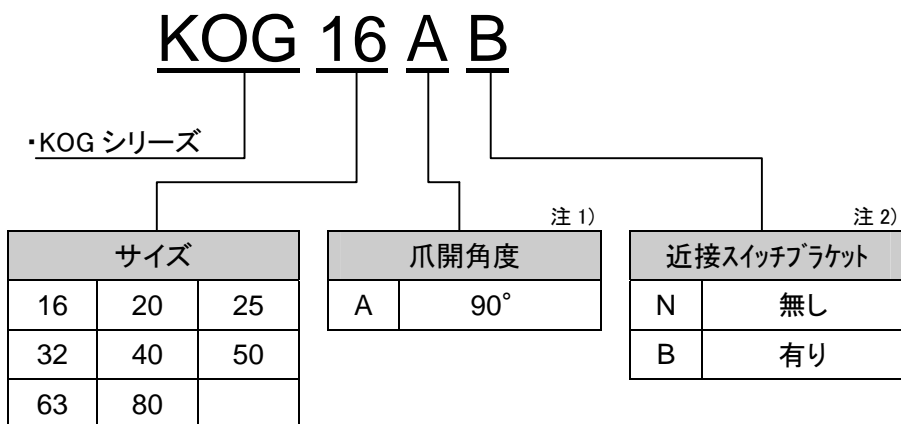 KOG 16 A B
・KOG シリーズ
注 1)
注 2)
サイズ
16 20 25
32 40 50
63 80
爪開角度
A 90°
近接スイッチブラケット
N 無し
B 有り